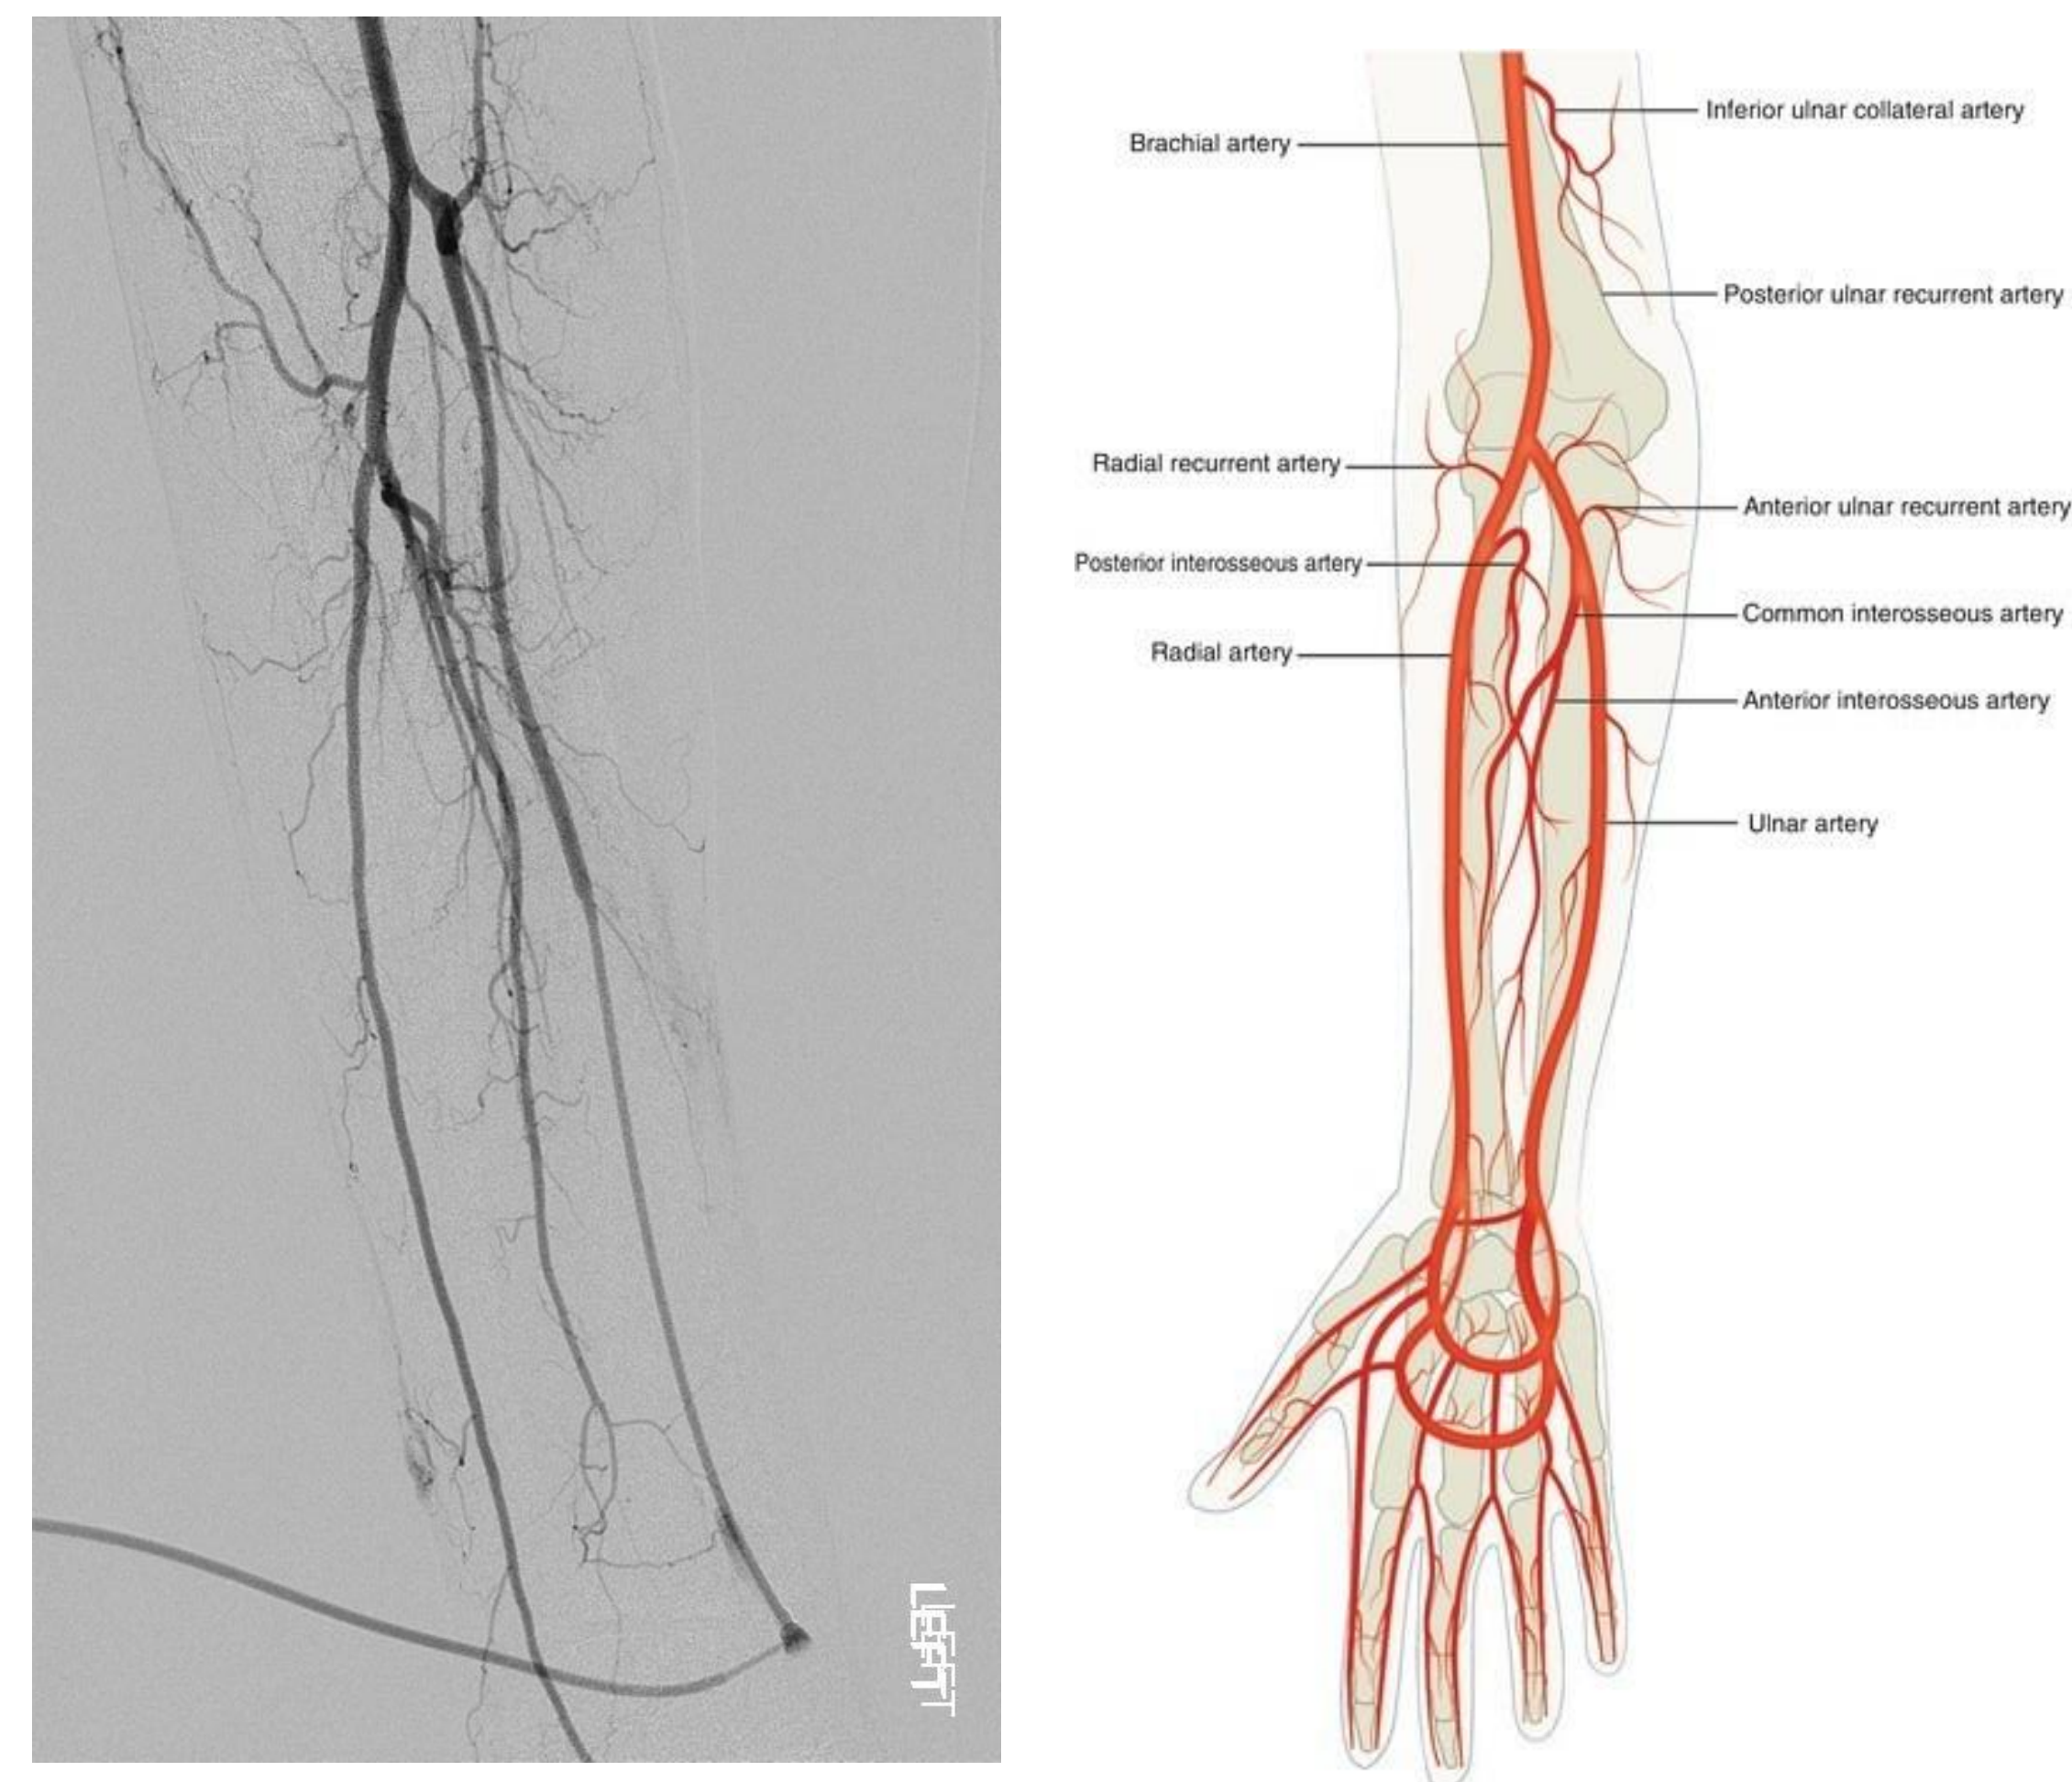 Inferior ulnar collateral artery
Brachial artery
Posterior ulnar recurrent artery
Radial recurrent artery
Anterior ulnar recurrent artery
Posterior interosseous artery
Common interosseous artery
Radial artery
Anterior interosseous artery
Ulnar artery
LEFT